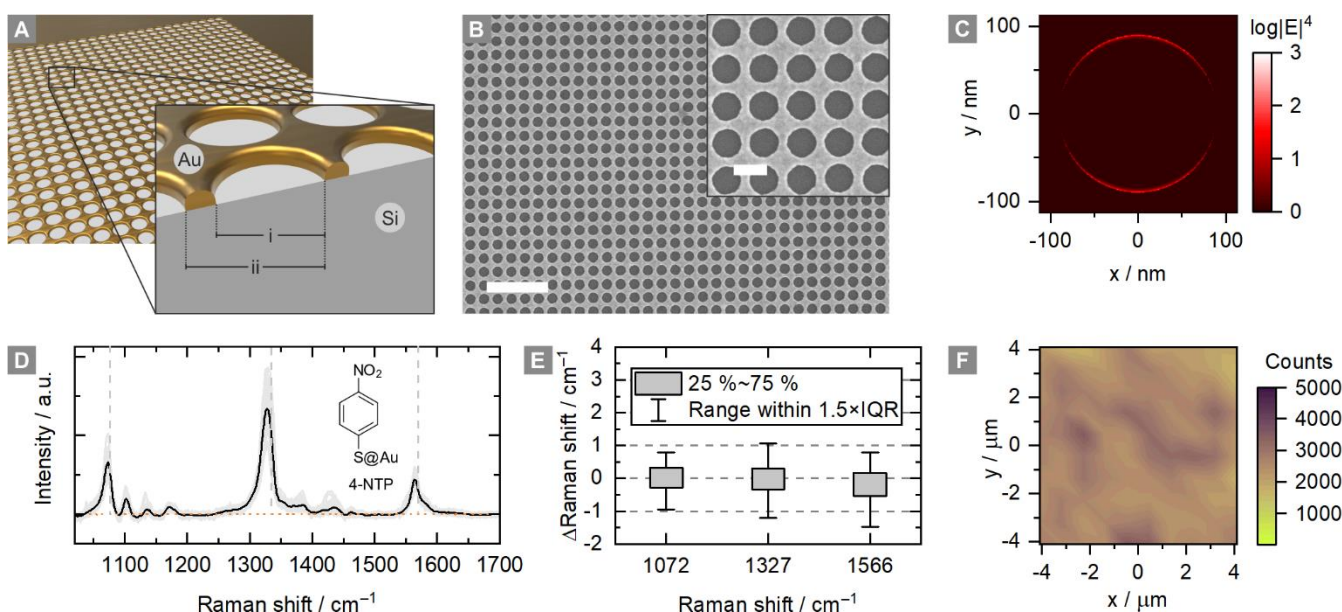 A
Au
Si
i
ii
B
C
log|E|⁴
100
0
-100
y / nm
-100 0 100
x / nm
3
2
1
0
D
Intensity / a.u.
NO₂
S@Au
4-NTP
1100 1200 1300 1400 1500 1600 1700
Raman shift / cm⁻¹
E
ΔRaman shift / cm⁻¹
4
3
2
1
0
-1
-2
25 %~75 %
Range within 1.5×IQR
1072 1327 1566
Raman shift / cm⁻¹
F
Counts
4
2
0
-2
-4
y / μm
-4 -2 0 2 4
x / μm
5000
4000
3000
2000
1000